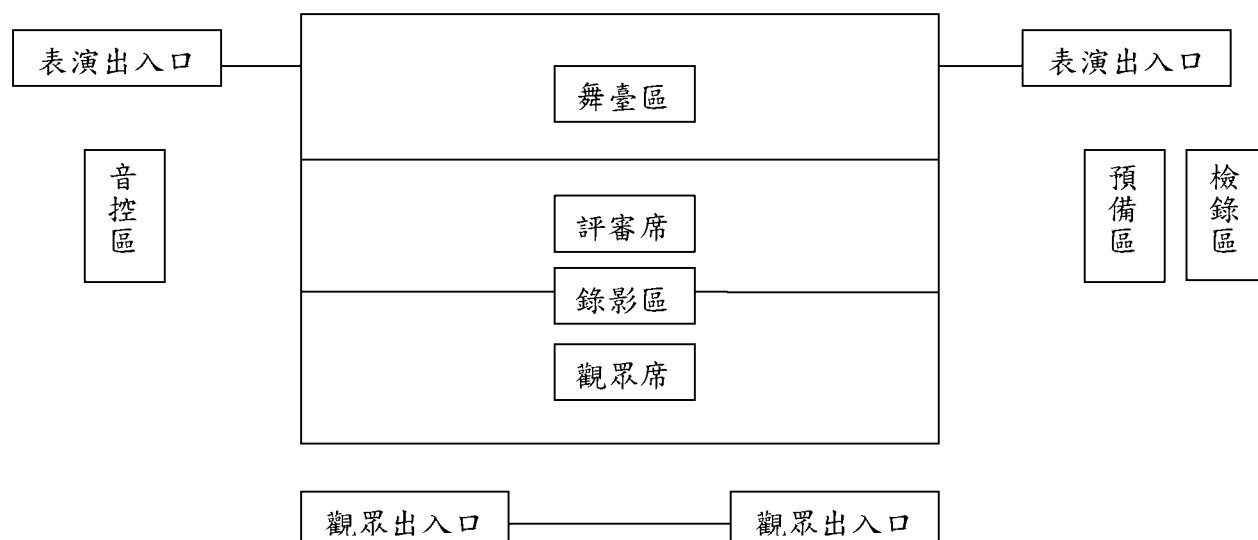 表演出入口
表演出入口
舞臺區
音控區
預備區
檢錄區
評審席
錄影區
觀眾席
觀眾出入口
觀眾出入口